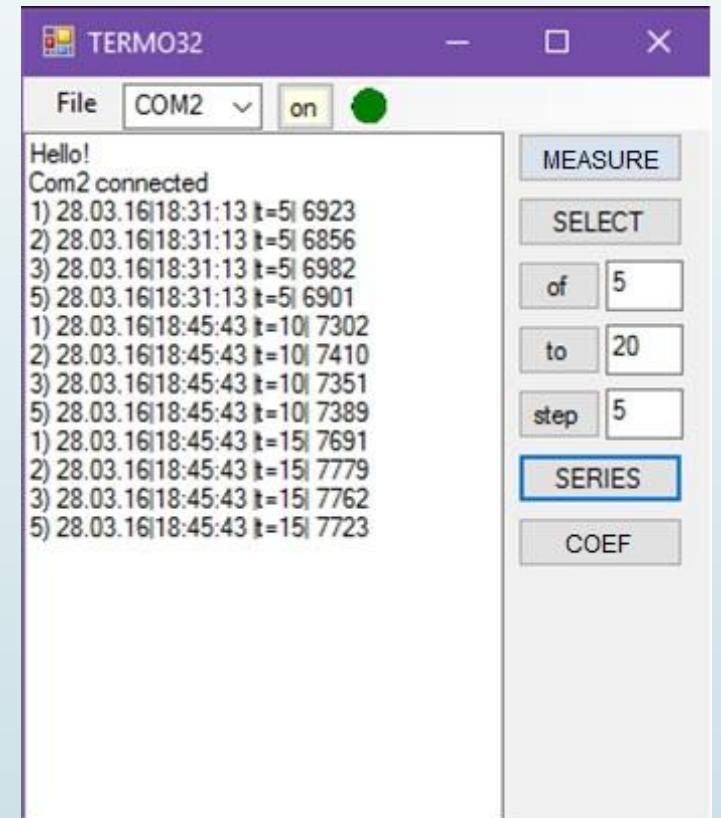 TERMO32
File COM2 on
Hello!
Com2 connected
1) 28.03.16|18:31:13 |t=5| 6923
2) 28.03.16|18:31:13 |t=5| 6856
3) 28.03.16|18:31:13 |t=5| 6982
5) 28.03.16|18:31:13 |t=5| 6901
1) 28.03.16|18:45:43 |t=10| 7302
2) 28.03.16|18:45:43 |t=10| 7410
3) 28.03.16|18:45:43 |t=10| 7351
5) 28.03.16|18:45:43 |t=10| 7389
1) 28.03.16|18:45:43 |t=15| 7691
2) 28.03.16|18:45:43 |t=15| 7779
3) 28.03.16|18:45:43 |t=15| 7762
5) 28.03.16|18:45:43 |t=15| 7723
MEASURE
SELECT
of 5
to 20
step 5
SERIES
COEF